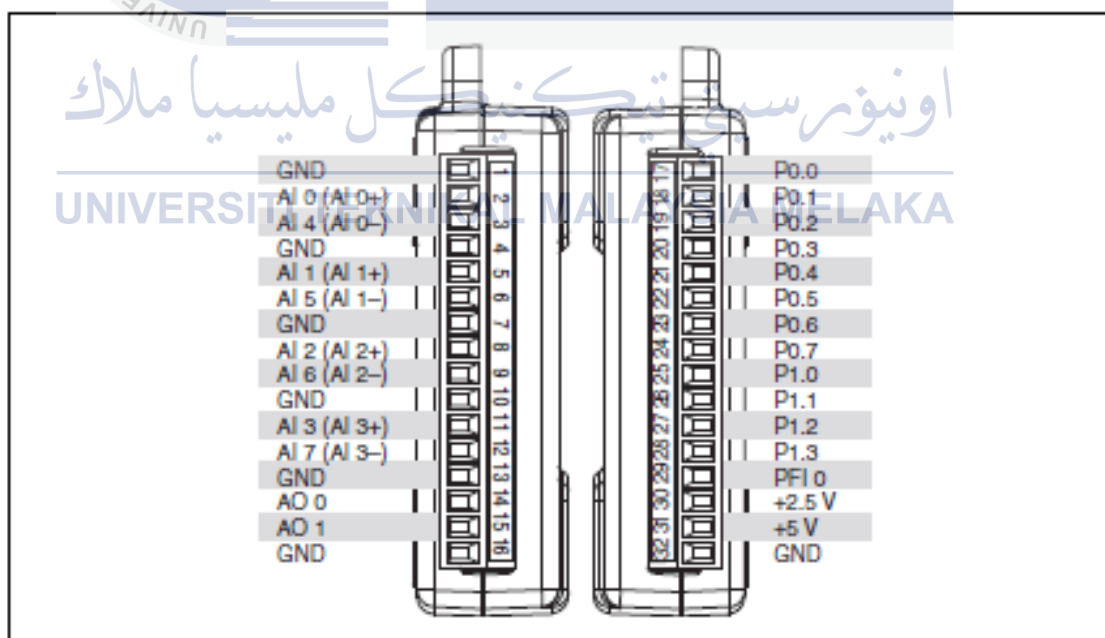 اونيۏرسيتي تيكنيكل مليسيا ملاك
UNIVERSITI TEKNIKAL MALAYSIA MELAKA
GND 1
AI 0 (AI 0+) 2
AI 4 (AI 0–) 3
GND 4
AI 1 (AI 1+) 5
AI 5 (AI 1–) 6
GND 7
AI 2 (AI 2+) 8
AI 6 (AI 2–) 9
GND 10
AI 3 (AI 3+) 11
AI 7 (AI 3–) 12
GND 13
AO 0 14
AO 1 15
GND 16
17 P0.0
18 P0.1
19 P0.2
20 P0.3
21 P0.4
22 P0.5
23 P0.6
24 P0.7
25 P1.0
26 P1.1
27 P1.2
28 P1.3
29 PFI 0
30 +2.5 V
31 +5 V
32 GND